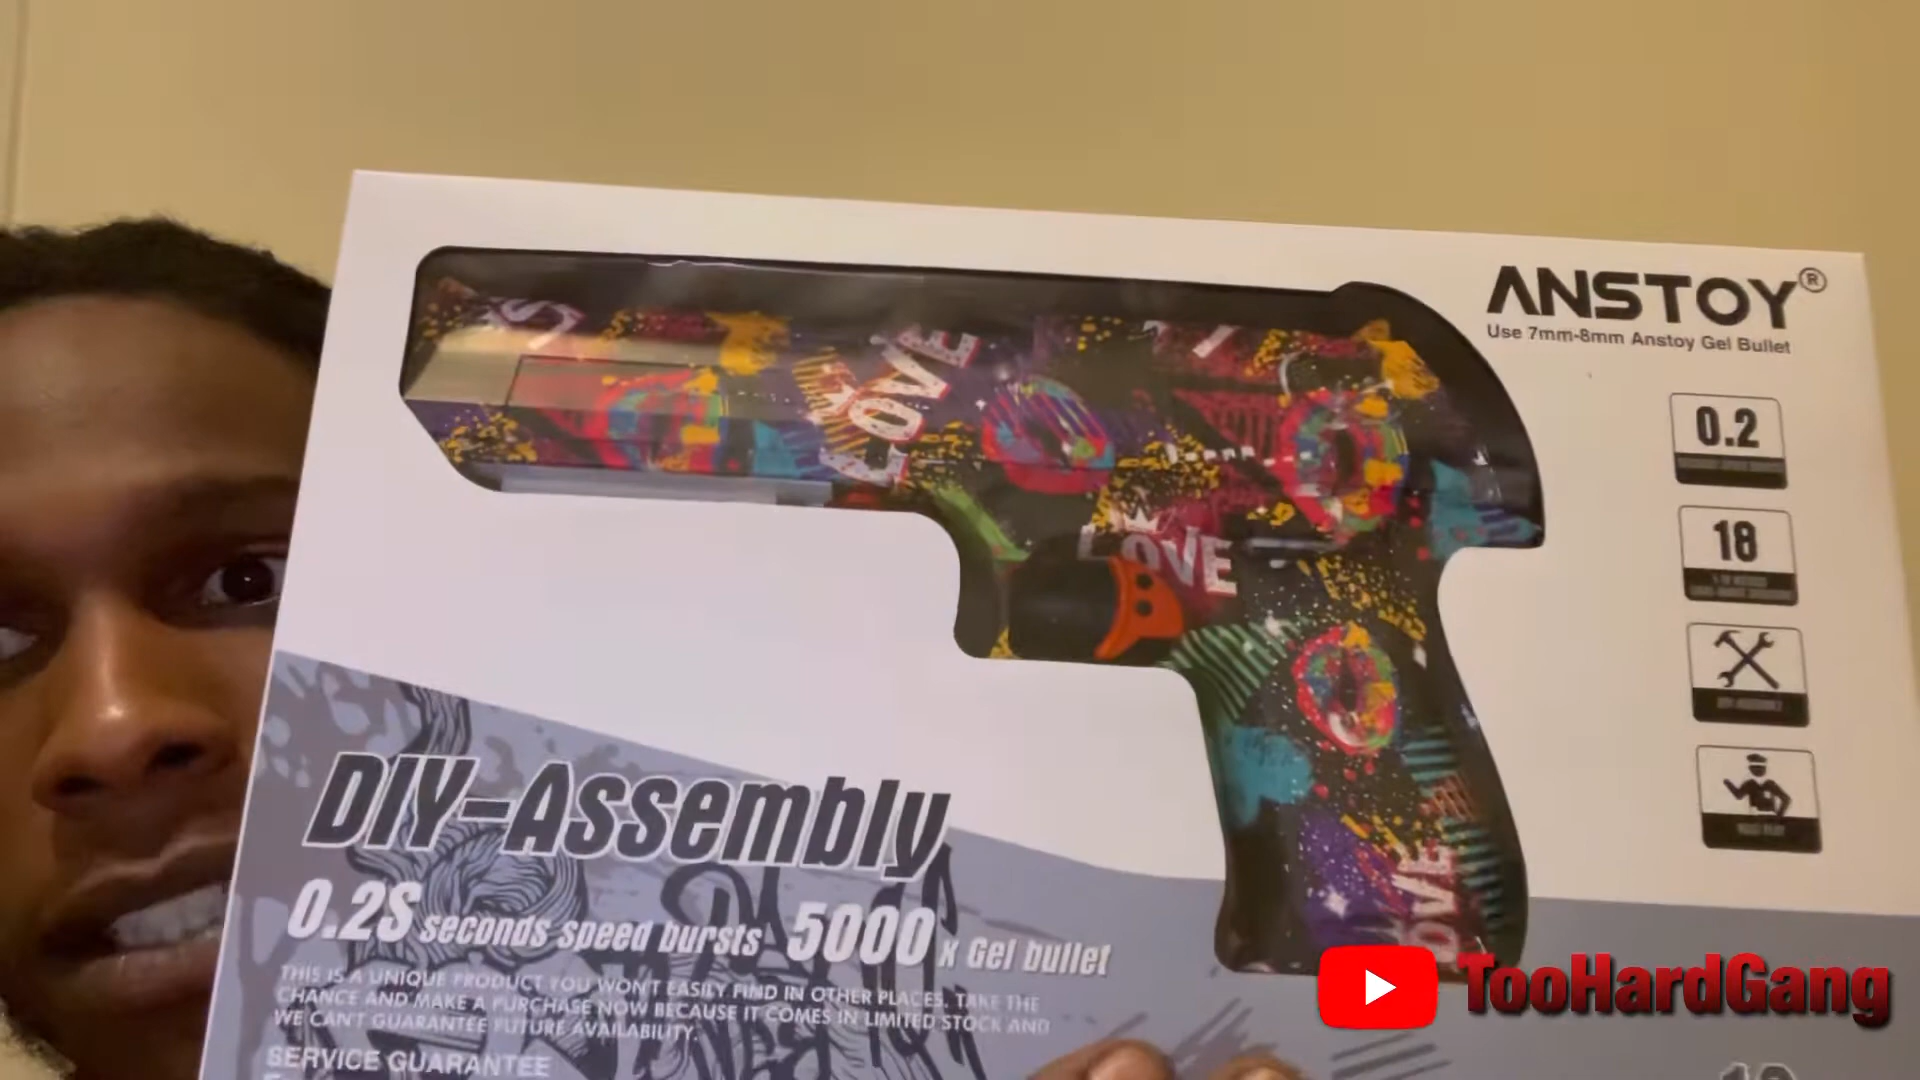 ANSTOY®
Use 7mm-8mm Anstoy Gel Bullet
LOVE
LOVE
LOVE
0.2
18
DIY-Assembly
0.2S seconds speed bursts 5000 x Gel bullet
THIS IS A UNIQUE PRODUCT YOU WON'T EASILY FIND IN OTHER PLACES. TAKE THE
CHANCE AND MAKE A PURCHASE NOW BECAUSE IT COMES IN LIMITED STOCK AND
WE CAN'T GUARANTEE FUTURE AVAILABILITY.
SERVICE GUARANTEE
TooHardGang